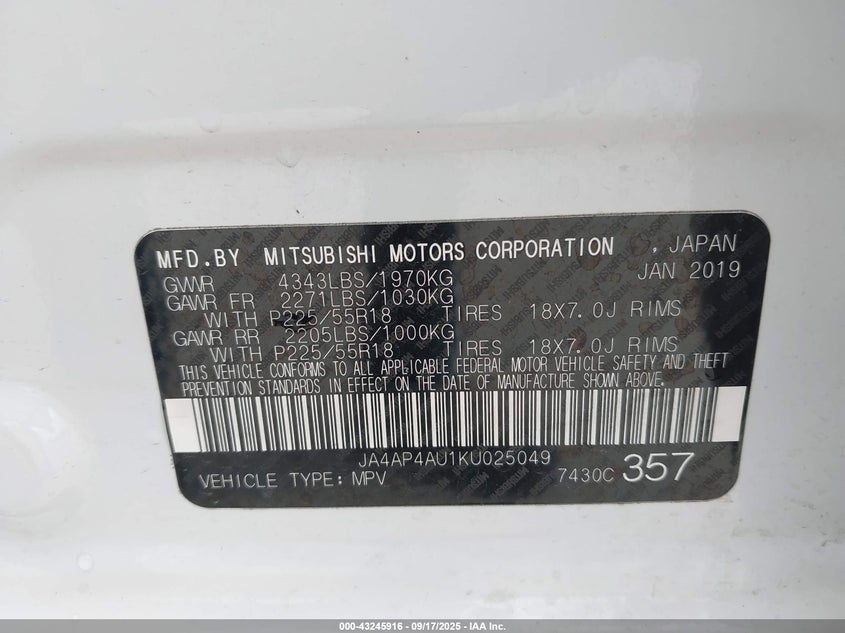 MFD.BY MITSUBISHI MOTORS CORPORATION , JAPAN
GWWR 4343LBS/1970KG JAN 2019
GAWR FR 2271LBS/1030KG
WITH P225/55R18 TIRES 18X7.0J RIMS
GAWR RR 2205LBS/1000KG
WITH P225/55R18 TIRES 18X7.0J RIMS
THIS VEHICLE CONFORMS TO ALL APPLICABLE FEDERAL MOTOR VEHICLE SAFETY AND THEFT
PREVENTION STANDARDS IN EFFECT ON THE DATE OF MANUFACTURE SHOWN ABOVE.
JA4AP4AU1KU025049
VEHICLE TYPE: MPV 7430C 357
000-43245916 - 09/17/2025 - IAA Inc.